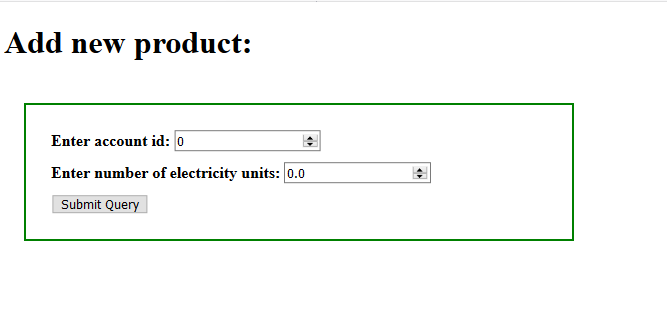 Add new product:
Enter account id: 0
Enter number of electricity units: 0.0
Submit Query